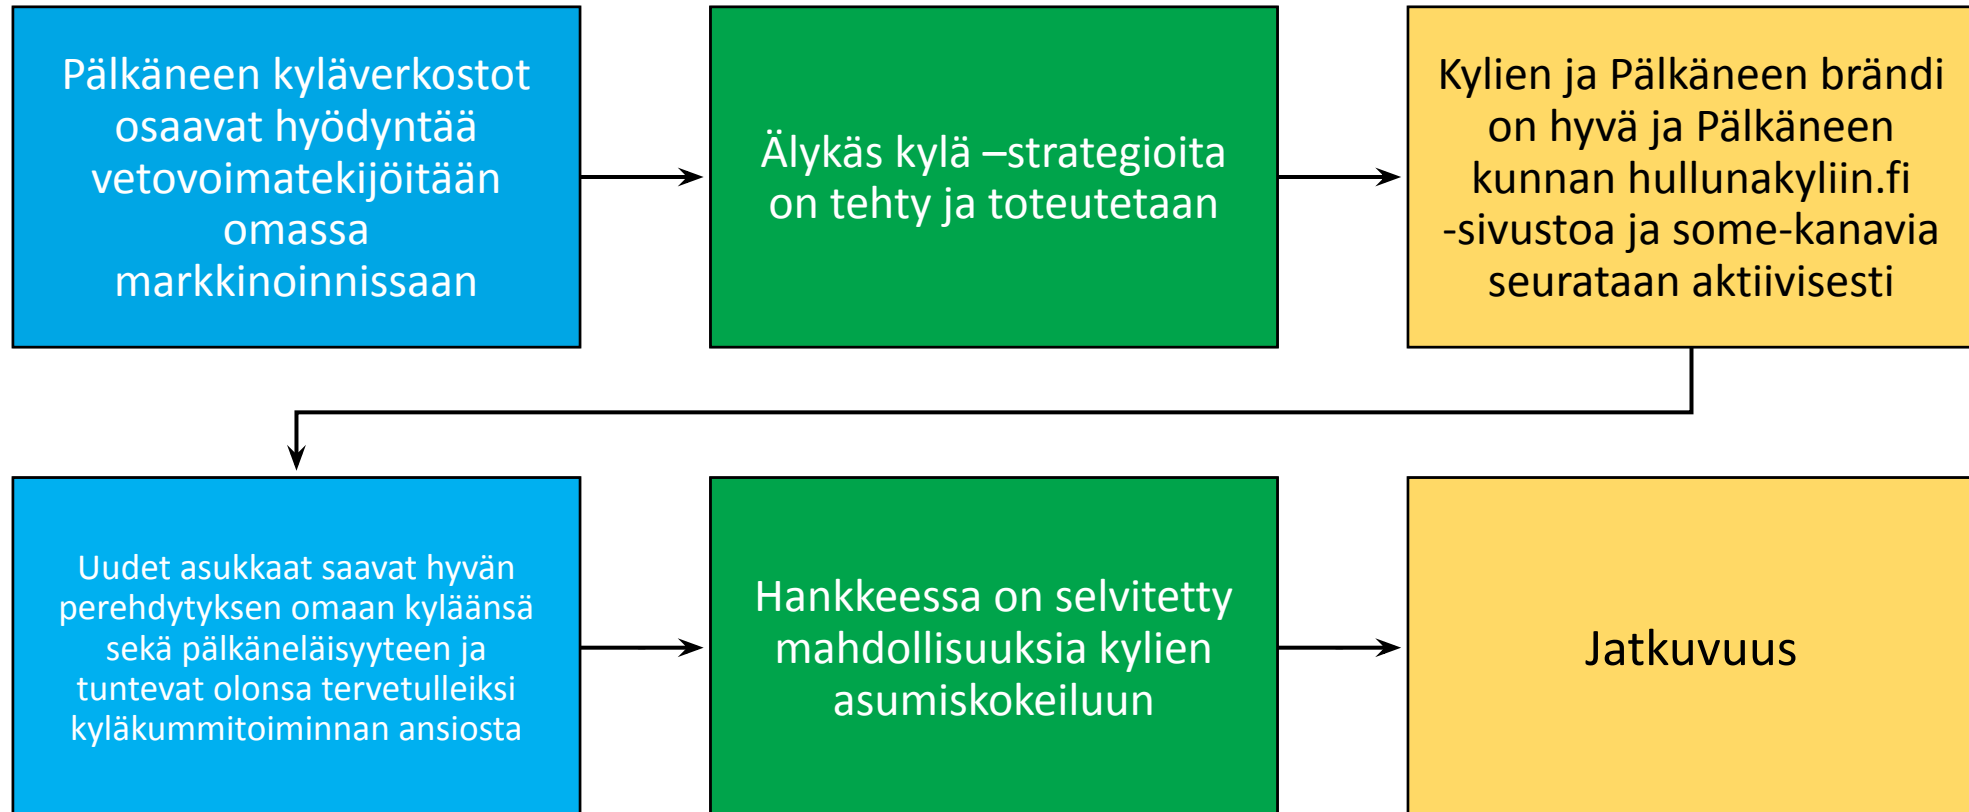 Pälkäneen kyläverkostot
osaavat hyödyntää
vetovoimatekijöitään
omassa
markkinoinnissaan
Älykäs kylä –strategioita
on tehty ja toteutetaan
Kylien ja Pälkäneen brändi
on hyvä ja Pälkäneen
kunnan hullunakyliin.fi
-sivustoa ja some-kanavia
seurataan aktiivisesti
Uudet asukkaat saavat hyvän
perehdytyksen omaan kyläänsä
sekä pälkäneläisyyteen ja
tuntevat olonsa tervetulleiksi
kyläkummitoiminnan ansiosta
Hankkeessa on selvitetty
mahdollisuuksia kylien
asumiskokeiluun
Jatkuvuus